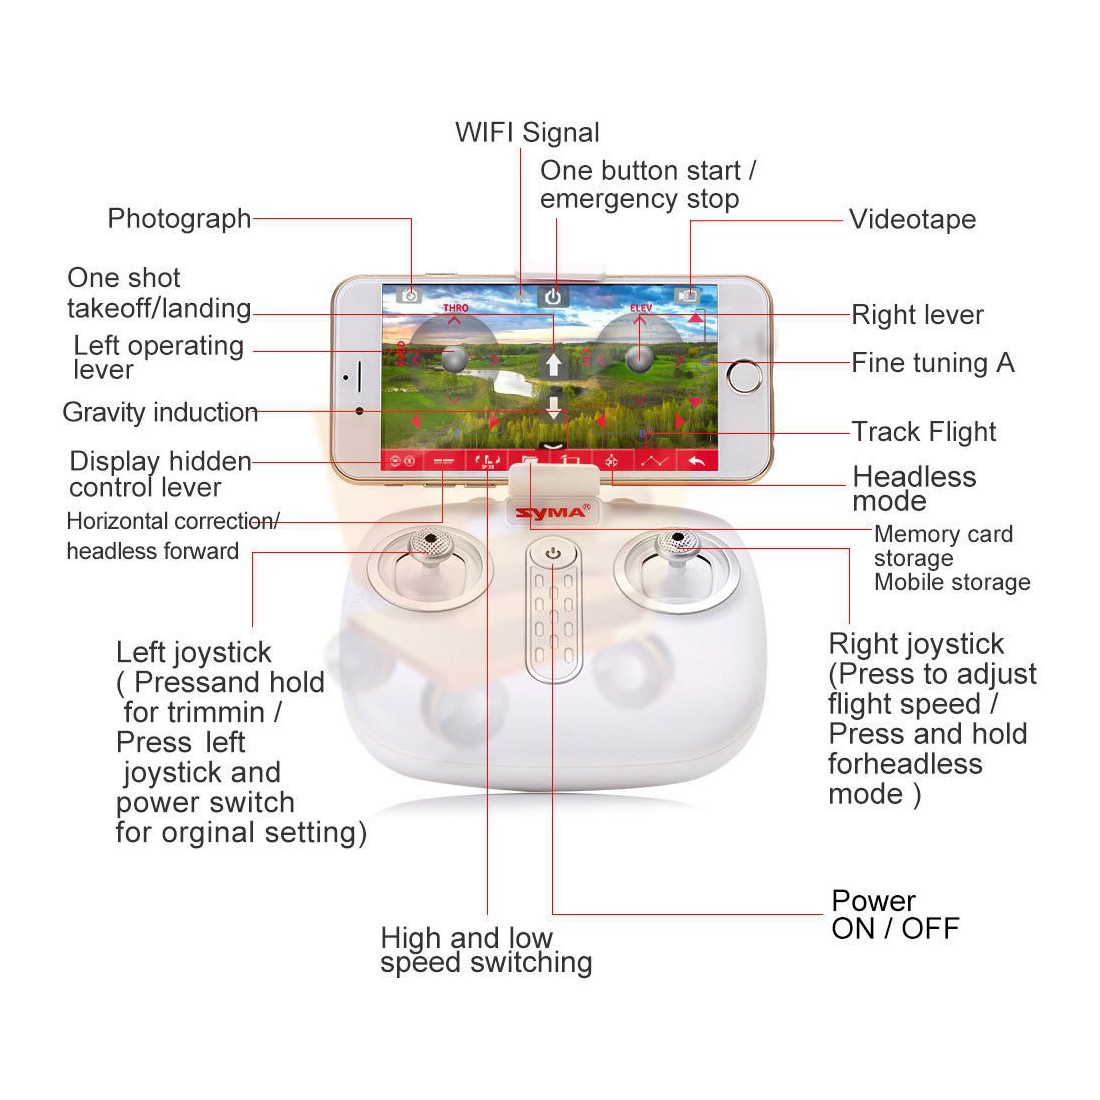 WIFI Signal
One button start /
emergency stop
Photograph
Videotape
One shot
takeoff/landing
Left operating
lever
Gravity induction
Display hidden
control lever
Horizontal correction/
headless forward
THRO
ELEV
Right lever
Fine tuning A
Track Flight
Headless
mode
Memory card
storage
Mobile storage
SYMA®
Left joystick
( Pressand hold
for trimmin /
Press left
joystick and
power switch
for orginal setting)
Right joystick
(Press to adjust
flight speed /
Press and hold
forheadless
mode )
Power
ON / OFF
High and low
speed switching